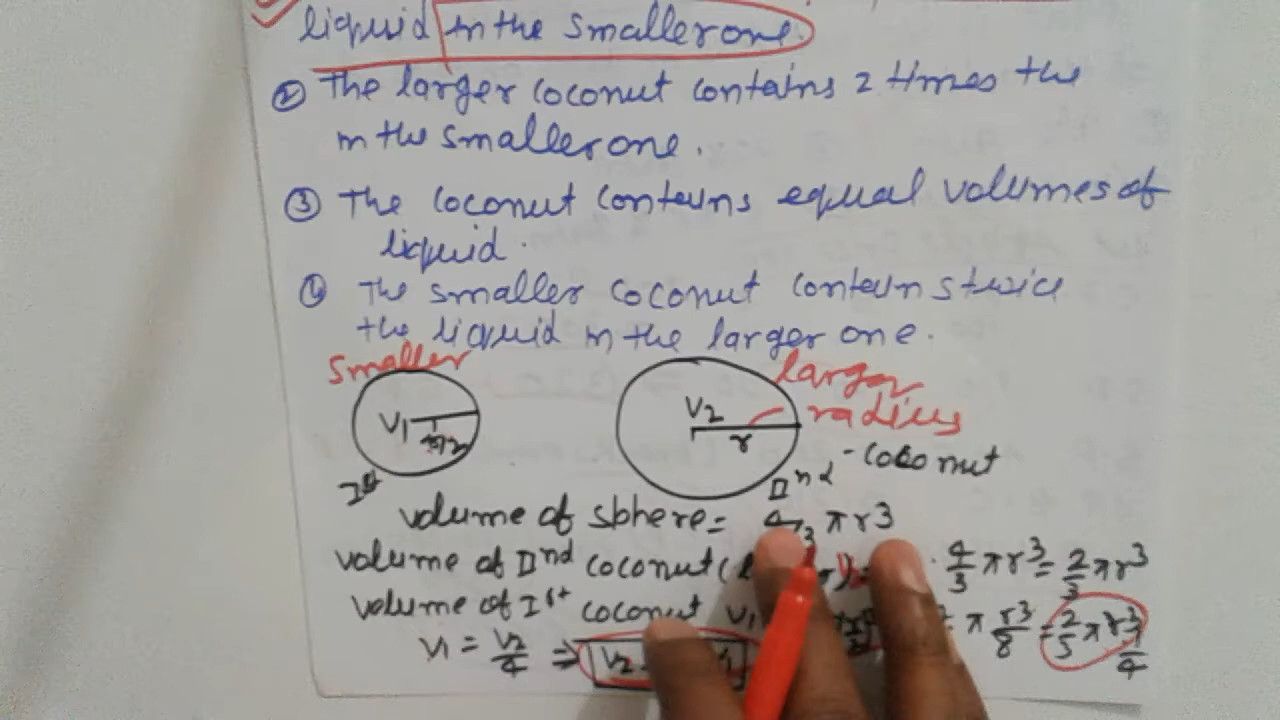 liquid in the smaller one.
② The larger coconut contains 2 times the
in the smaller one.
③ The coconut contains equal volumes of
liquid.
④ The smaller coconut contains twice
the liquid in the larger one.
Smaller
larger
radius
V1
V2
r
Ist
IInd - coconut
volume of sphere = 4/3 πr3
volume of IInd coconut ( 4/3 πr3 = 2/3 πr3
volume of Ist coconut V1 = π r3/8 =
V1 = V2/4 ⇒ V2